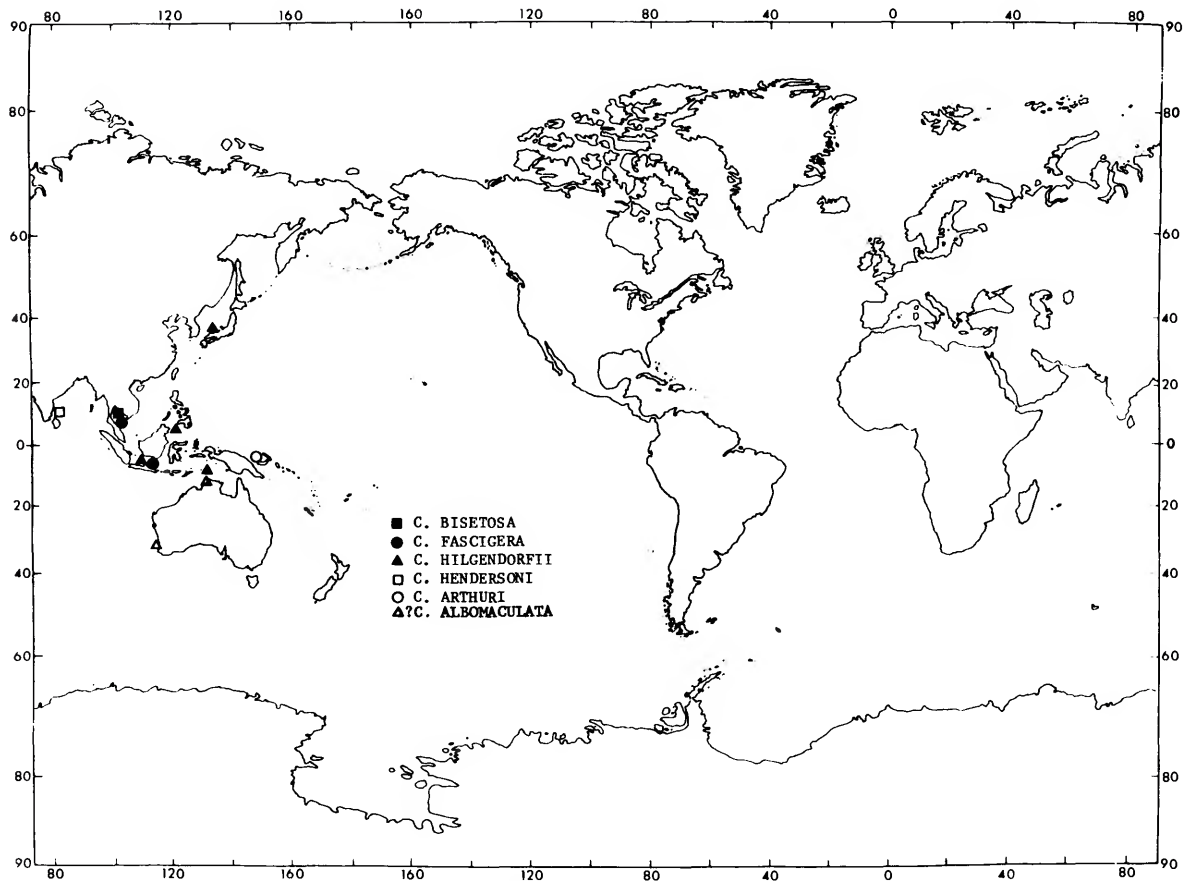 80 120 160 160 120 80 40 0 40 80
90 90
80 80
60 60
40 40
20 20
0 0
20 20
40 40
60 60
80 80
90 90
80 120 160 160 120 80 40 0 40 80
C. BISETOSA
C. FASCIGERA
C. HILGENDORFII
C. HENDERSONI
C. ARTHURI
?C. ALBOMACULATA